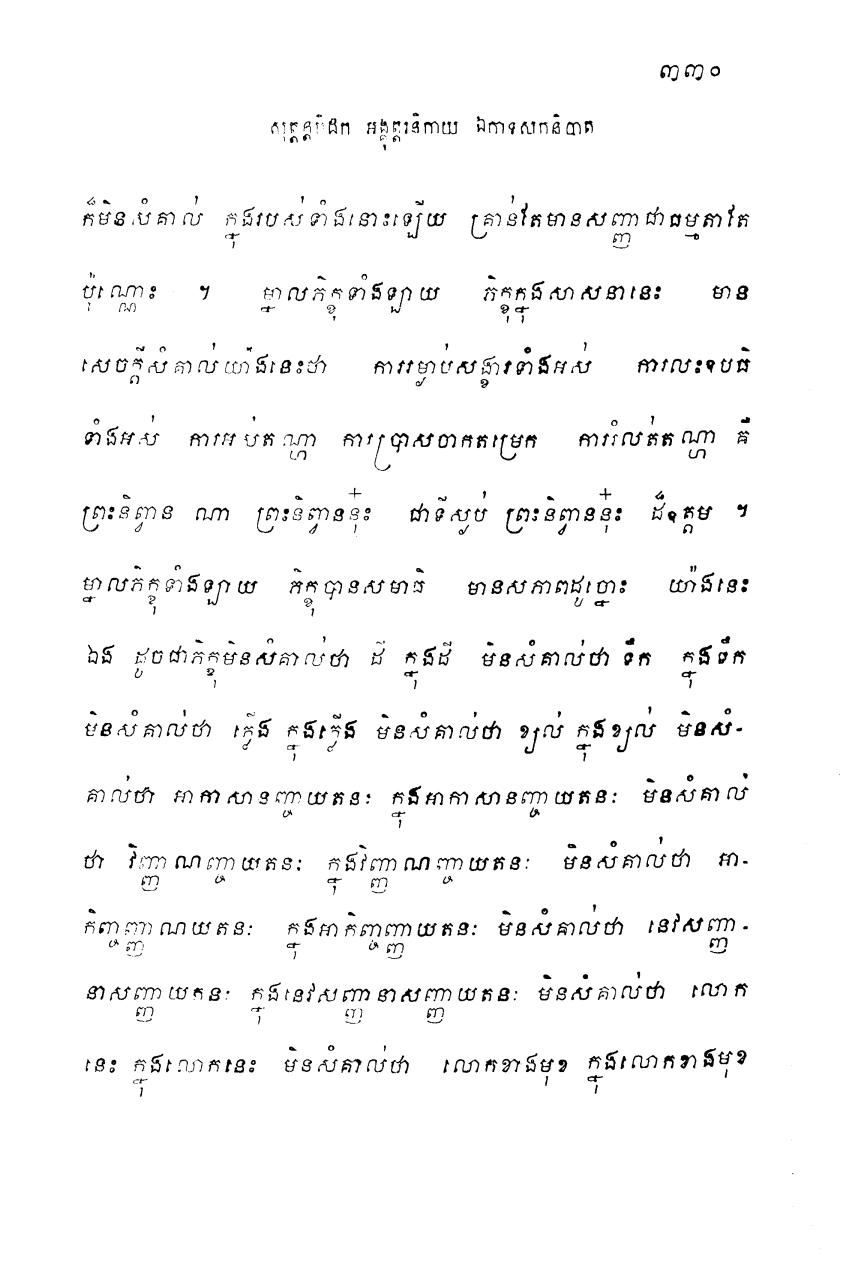 ៣៣០
សុត្តន្តបិដក អង្គុត្តរនិកាយ ឯកាទសកនិបាត
ក៏មិនសំគាល់ ក្នុងរបស់ទាំងនោះឡើយ គ្រាន់តែមានសញ្ញាជាធម្មតាតែ
ប៉ុណ្ណោះ ។ ម្នាលភិក្ខុទាំងឡាយ ភិក្ខុក្នុងសាសនានេះ មាន
សេចក្តីសំគាល់យ៉ាងនេះថា ការរម្ងាប់សង្ខារទាំងអស់ ការលះឧបធិ
ទាំងអស់ ការអប់តណ្ហា ការប្រាសចាកតម្រេក ការរំលត់តណ្ហា គឺ
ព្រះនិព្វាន ណា ព្រះនិព្វាននុ៎ះ ជាទីស្ងប់ ព្រះនិព្វាននុ៎ះ ដ៏ឧត្តម ។
ម្នាលភិក្ខុទាំងឡាយ ភិក្ខុបានសមាធិ មានសភាពដូច្នោះ យ៉ាងនេះ
ឯង ដូចជាភិក្ខុមិនសំគាល់ថា ដី ក្នុងដី មិនសំគាល់ថា ទឹក ក្នុងទឹក
មិនសំគាល់ថា ភ្លើង ក្នុងភ្លើង មិនសំគាល់ថា ខ្យល់ ក្នុងខ្យល់ មិនសំ-
គាល់ថា អាកាសានញ្ចាយតនៈ ក្នុងអាកាសានញ្ចាយតនៈ មិនសំគាល់
ថា វិញ្ញាណញ្ចាយតនៈ ក្នុងវិញ្ញាណញ្ចាយតនៈ មិនសំគាល់ថា អា-
កិញ្ចញ្ញាណយតនៈ ក្នុងអាកិញ្ចញ្ញាយតនៈ មិនសំគាល់ថា នេវសញ្ញា-
នាសញ្ញាយតនៈ ក្នុងនេវសញ្ញានាសញ្ញាយតនៈ មិនសំគាល់ថា លោក
នេះ ក្នុងលោកនេះ មិនសំគាល់ថា លោកខាងមុខ ក្នុងលោកខាងមុខ